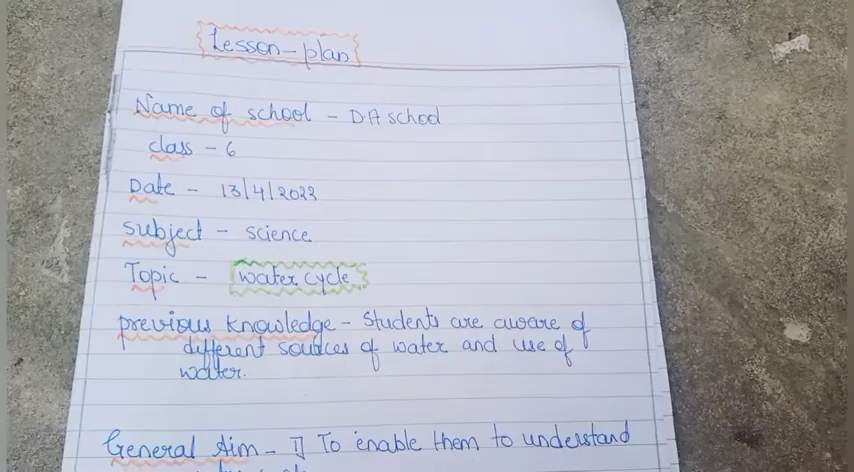 Lesson-plan
Name of school - DA school
class - 6
Date - 13/4/2022
subject - science
Topic - water cycle
previous knowledge - Students are aware of
different sources of water and use of
water.
General Aim - 1] To enable them to understand